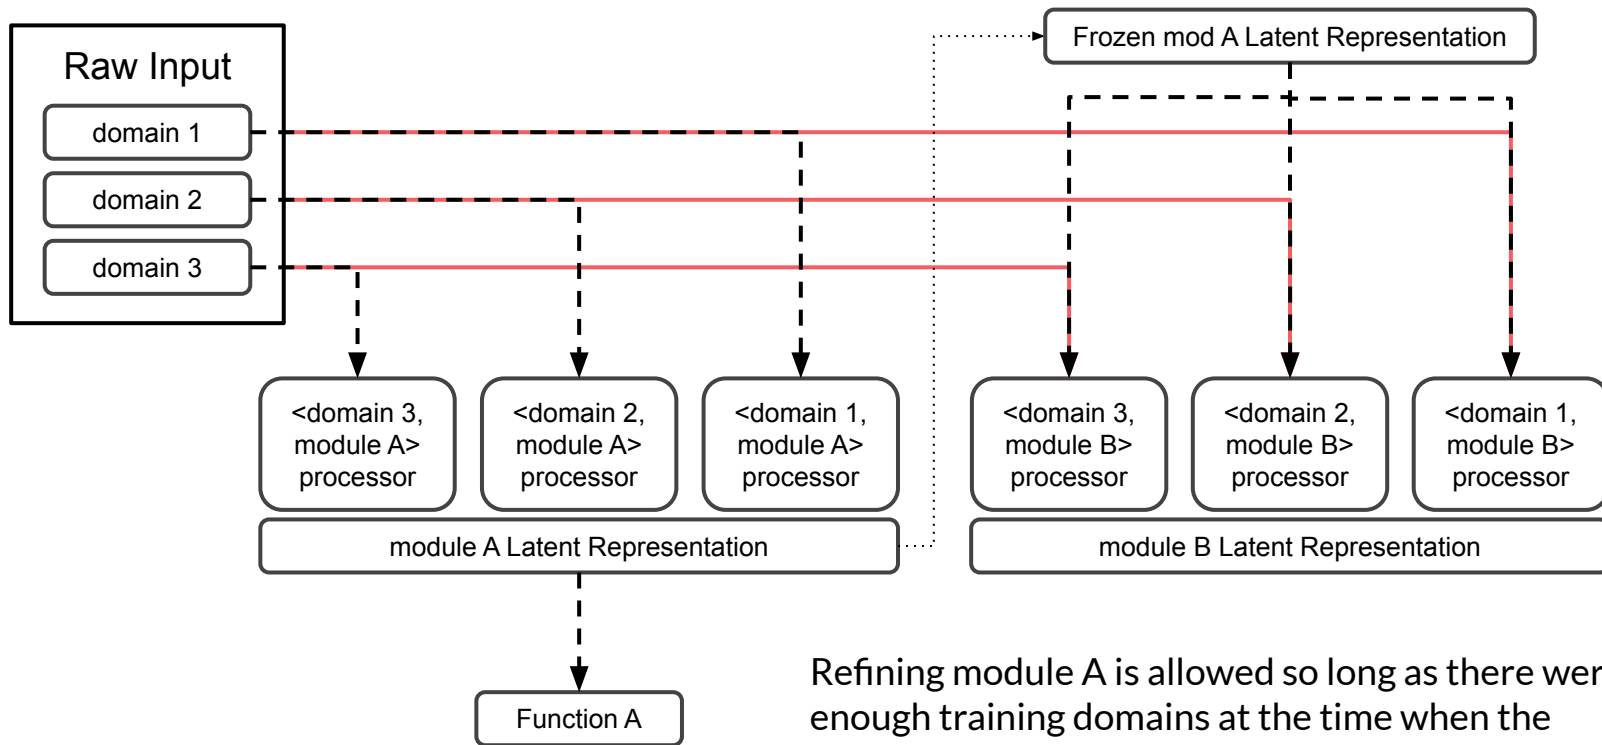 Raw Input
domain 1
domain 2
domain 3
Frozen mod A Latent Representation
<domain 3,
module A>
processor
<domain 2,
module A>
processor
<domain 1,
module A>
processor
<domain 3,
module B>
processor
<domain 2,
module B>
processor
<domain 1,
module B>
processor
module A Latent Representation
module B Latent Representation
Function A
Refining module A is allowed so long as there wer
enough training domains at the time when the